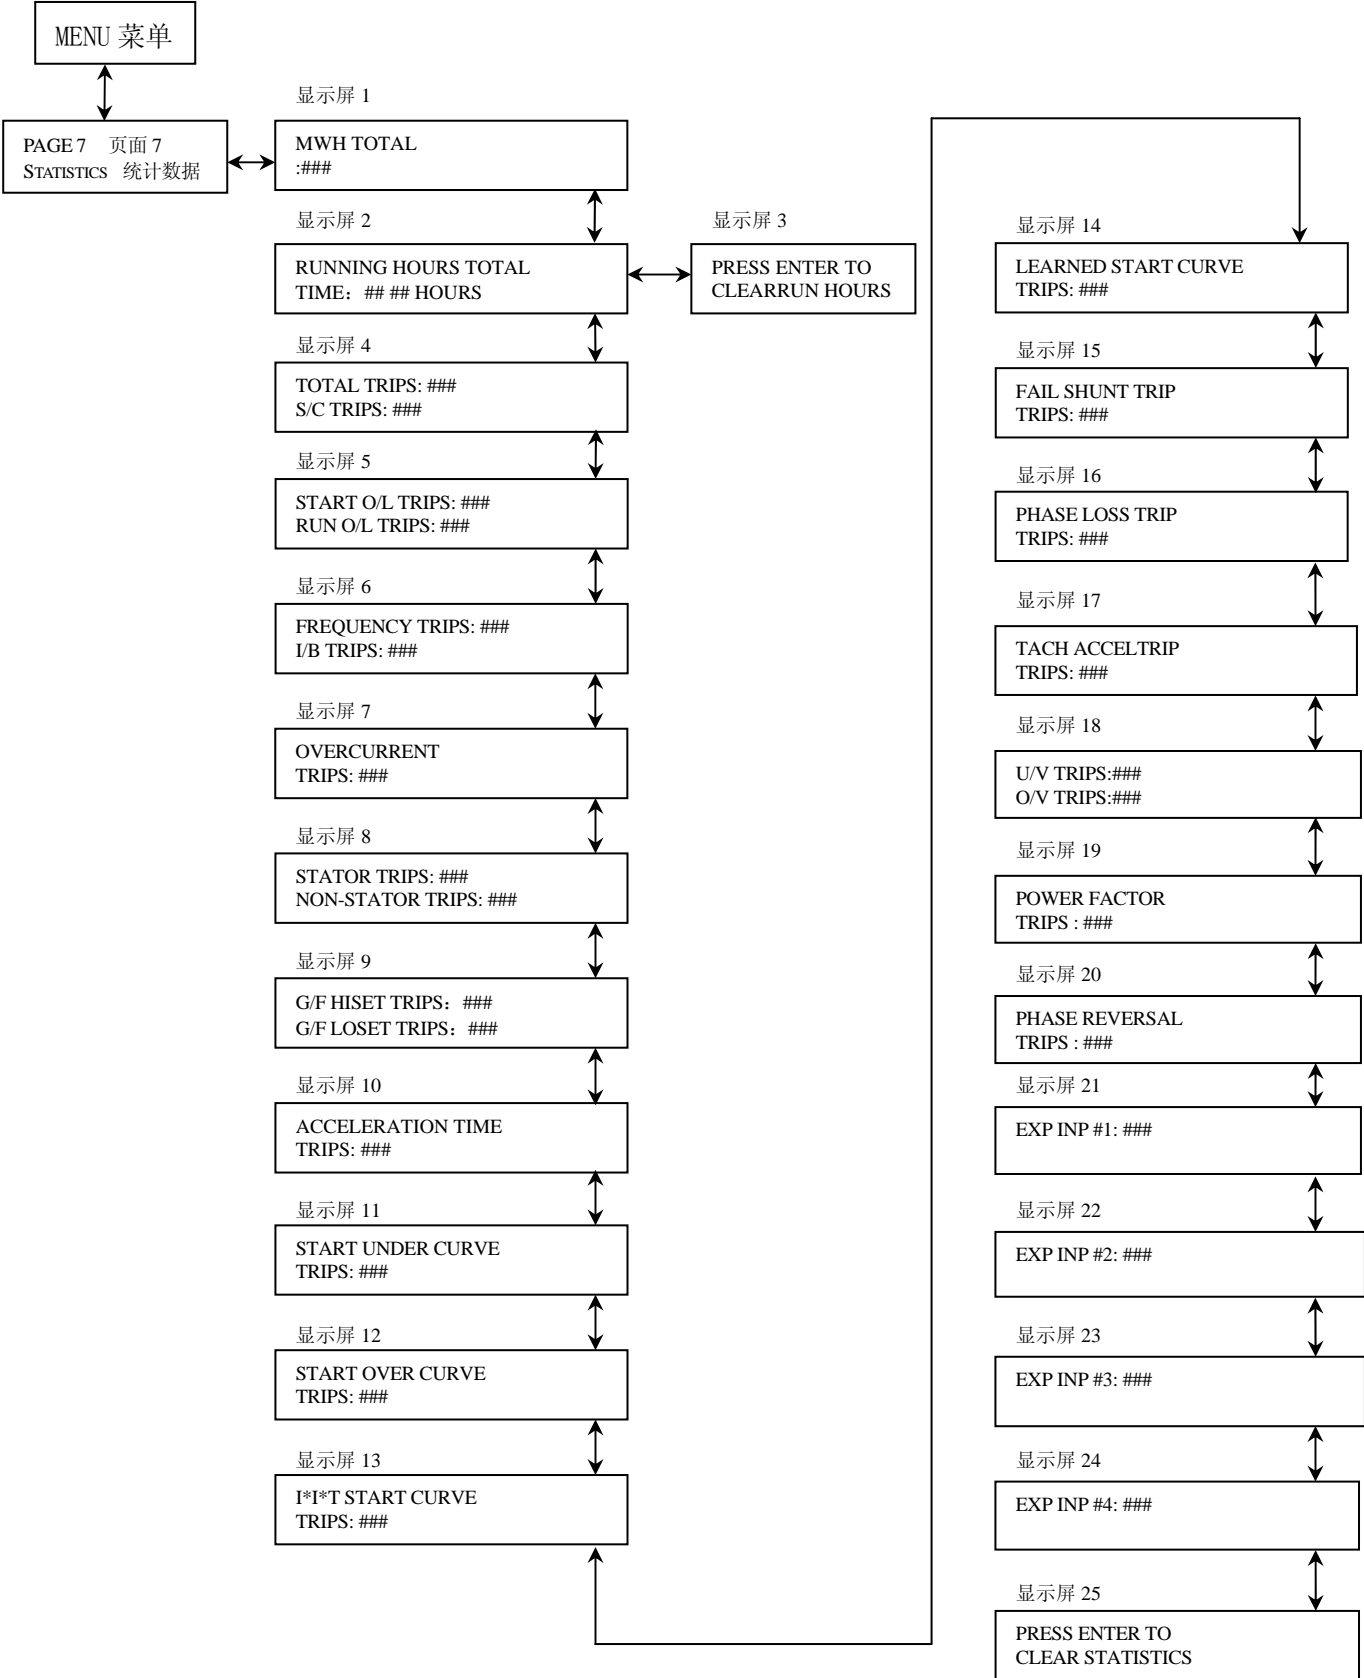 MENU 菜单
PAGE 7 页面 7
STATISTICS 统计数据
显示屏 1
MWH TOTAL
:###
显示屏 2
RUNNING HOURS TOTAL
TIME：## ## HOURS
显示屏 3
PRESS ENTER TO
CLEARRUN HOURS
显示屏 4
TOTAL TRIPS: ###
S/C TRIPS: ###
显示屏 5
START O/L TRIPS: ###
RUN O/L TRIPS: ###
显示屏 6
FREQUENCY TRIPS: ###
I/B TRIPS: ###
显示屏 7
OVERCURRENT
TRIPS: ###
显示屏 8
STATOR TRIPS: ###
NON-STATOR TRIPS: ###
显示屏 9
G/F HISET TRIPS：###
G/F LOSET TRIPS：###
显示屏 10
ACCELERATION TIME
TRIPS: ###
显示屏 11
START UNDER CURVE
TRIPS: ###
显示屏 12
START OVER CURVE
TRIPS: ###
显示屏 13
I*I*T START CURVE
TRIPS: ###
显示屏 14
LEARNED START CURVE
TRIPS: ###
显示屏 15
FAIL SHUNT TRIP
TRIPS: ###
显示屏 16
PHASE LOSS TRIP
TRIPS: ###
显示屏 17
TACH ACCELTRIP
TRIPS: ###
显示屏 18
U/V TRIPS:###
O/V TRIPS:###
显示屏 19
POWER FACTOR
TRIPS : ###
显示屏 20
PHASE REVERSAL
TRIPS : ###
显示屏 21
EXP INP #1: ###
显示屏 22
EXP INP #2: ###
显示屏 23
EXP INP #3: ###
显示屏 24
EXP INP #4: ###
显示屏 25
PRESS ENTER TO
CLEAR STATISTICS